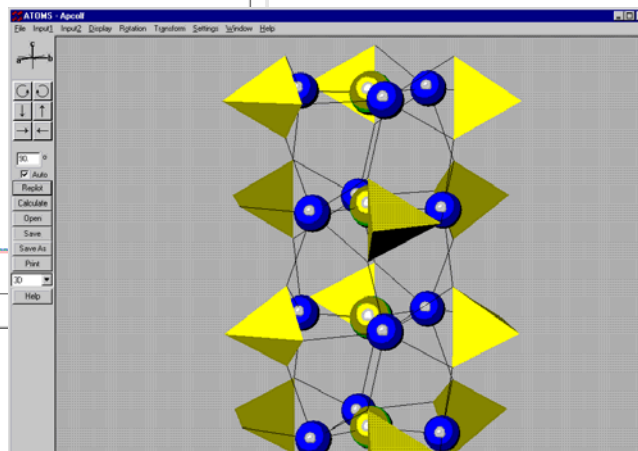 ATOMS - Apcolf
File Input1 Input2 Display Rotation Transform Settings Window Help
c
a b
90. °
Auto
Replot
Calculate
Open
Save
Save As
Print
3D
Help